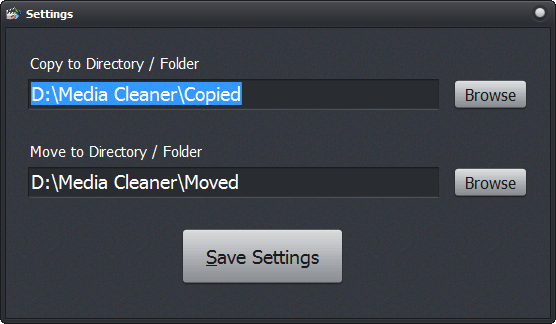 Settings
Copy to Directory / Folder
D:\Media Cleaner\Copied
Browse
Move to Directory / Folder
D:\Media Cleaner\Moved
Browse
Save Settings